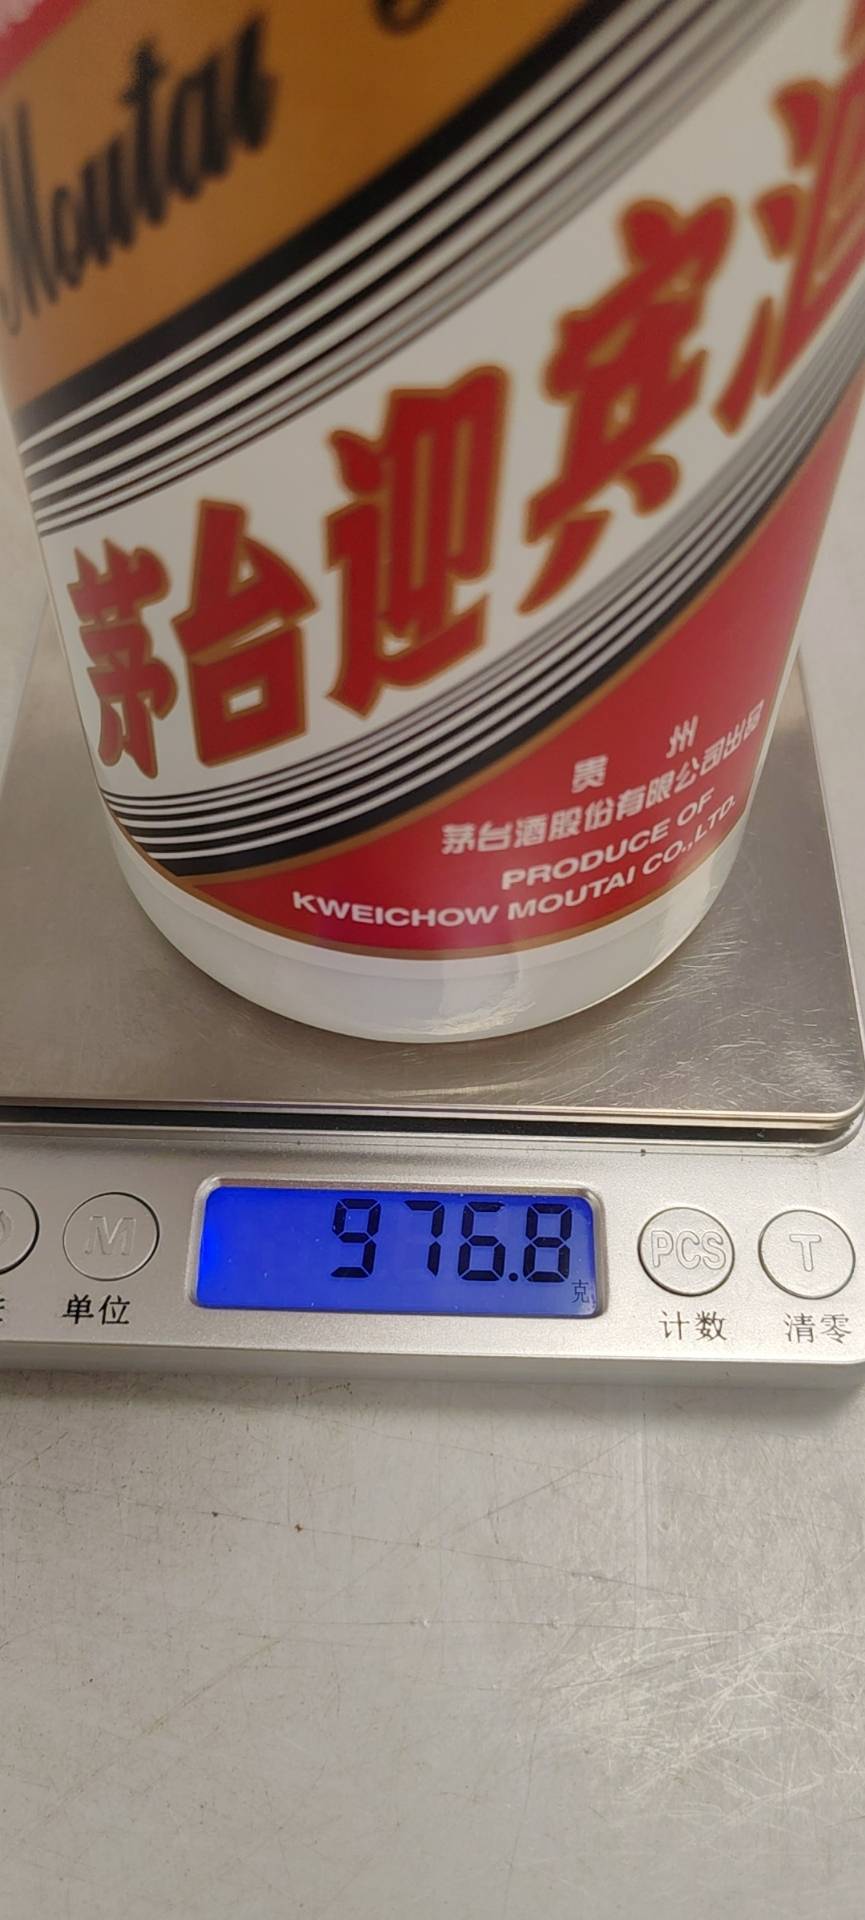 Moutai
茅台迎宾酒
贵 州
茅台酒股份有限公司出品
PRODUCE OF
KWEICHOW MOUTAI CO.,LTD.
976.8
克
M
PCS
T
单位
计数
清零